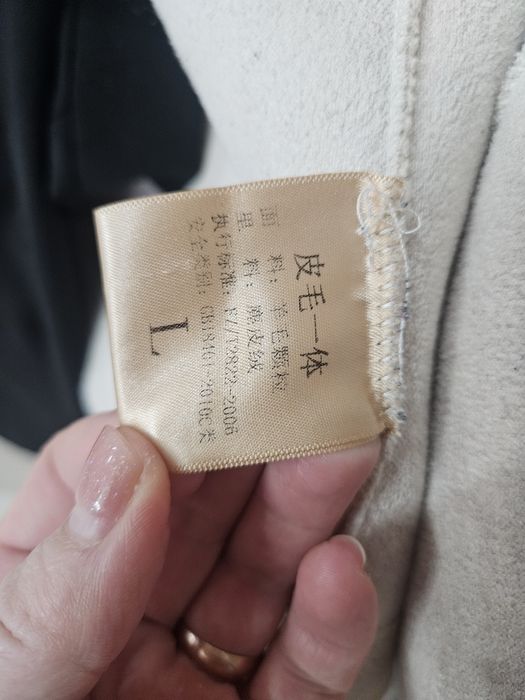 皮毛一体
面 料：羊毛颗粒
里 料：麂皮绒
执行标准：FZ/T2822-2006
安全类别：GB18401-2010C类
L